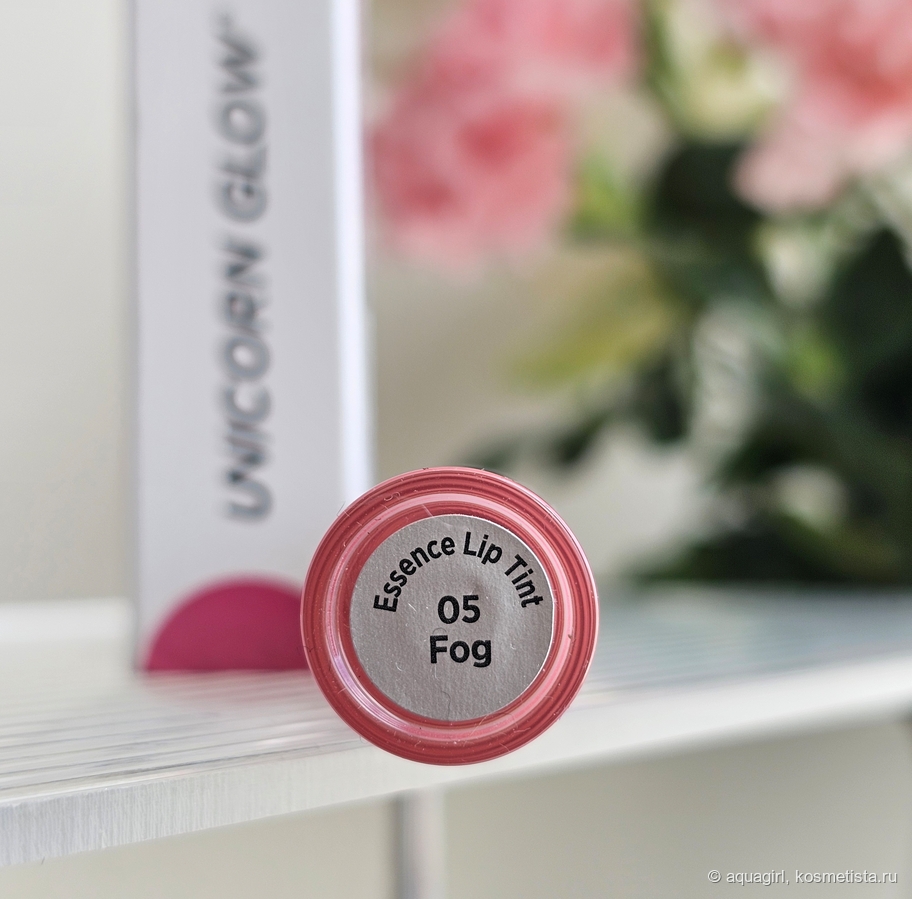 UNICORN GLOW
Essence Lip Tint
05
Fog
© aquagirl, kosmetista.ru